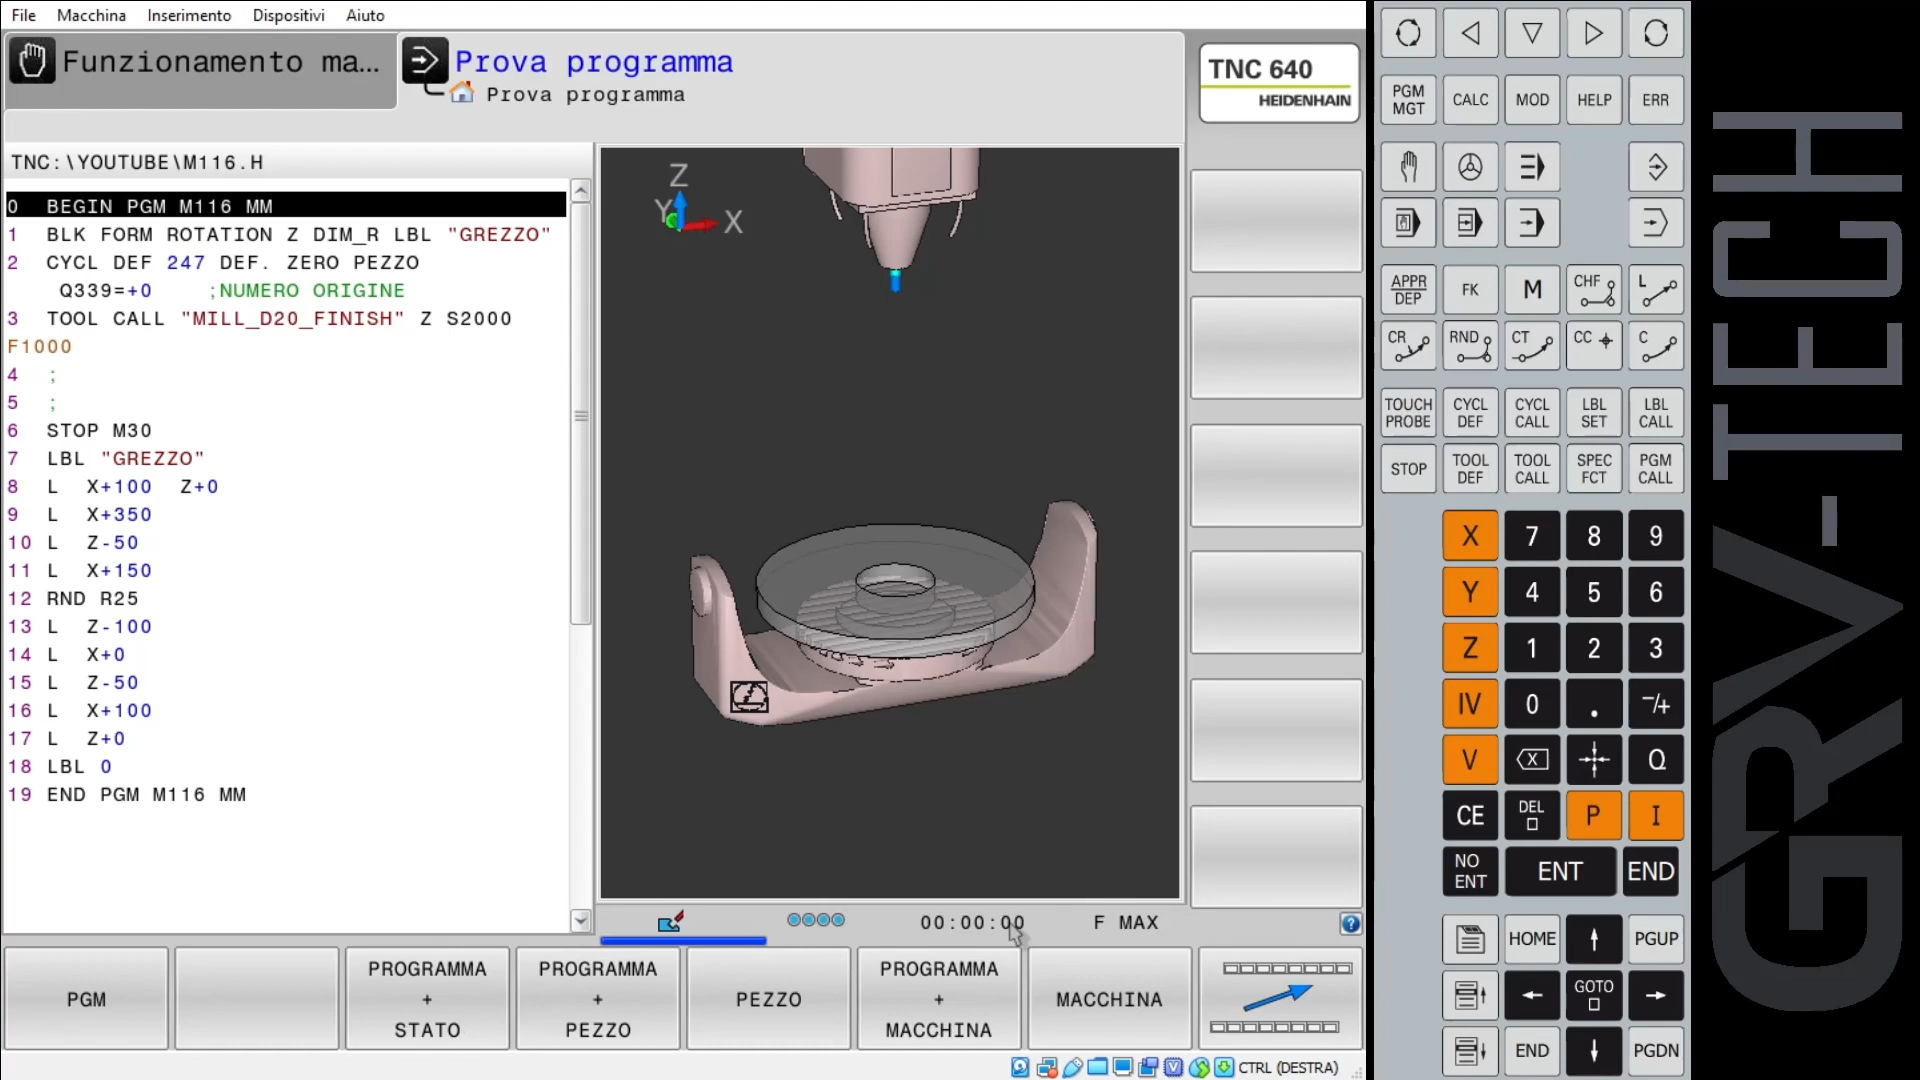 File Macchina Inserimento Dispositivi Aiuto
Funzionamento ma...
Prova programma
Prova programma
TNC 640
HEIDENHAIN
TNC:\YOUTUBE\M116.H
0 BEGIN PGM M116 MM
1 BLK FORM ROTATION Z DIM_R LBL "GREZZO"
2 CYCL DEF 247 DEF. ZERO PEZZO
Q339=+0 ;NUMERO ORIGINE
3 TOOL CALL "MILL_D20_FINISH" Z S2000
F1000
4 ;
5 ;
6 STOP M30
7 LBL "GREZZO"
8 L X+100 Z+0
9 L X+350
10 L Z-50
11 L X+150
12 RND R25
13 L Z-100
14 L X+0
15 L Z-50
16 L X+100
17 L Z+0
18 LBL 0
19 END PGM M116 MM
Z
Y
X
00:00:00 F MAX
PGM
PROGRAMMA
+
STATO
PROGRAMMA
+
PEZZO
PEZZO
PROGRAMMA
+
MACCHINA
MACCHINA
CTRL (DESTRA)
PGM
MGT
CALC MOD HELP ERR
APPR
DEP
FK M CHF L
CR RND CT CC C
TOUCH
PROBE
CYCL
DEF
CYCL
CALL
LBL
SET
LBL
CALL
STOP
TOOL
DEF
TOOL
CALL
SPEC
FCT
PGM
CALL
X 7 8 9
Y 4 5 6
Z 1 2 3
IV 0 . -/+
V X Q
CE DEL P I
NO
ENT
ENT END
HOME PGUP
GOTO
END PGDN
GRV-TECH